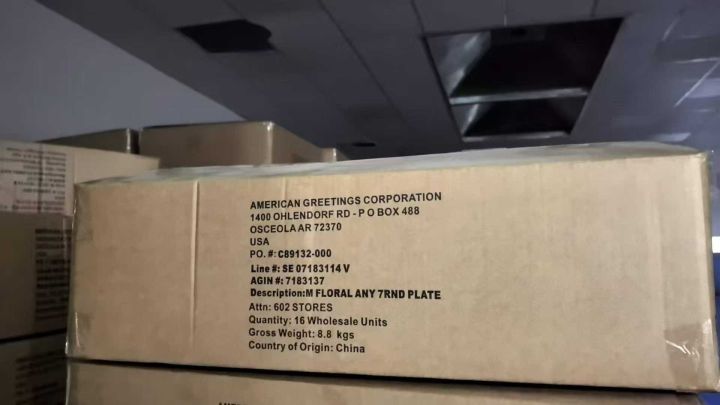 AMERICAN GREETINGS CORPORATION
1400 OHLENDORF RD - P O BOX 488
OSCEOLA AR 72370
USA
PO. #: C89132-000
Line #: SE 07183114 V
AGIN #: 7183137
Description:M FLORAL ANY 7RND PLATE
Attn: 602 STORES
Quantity: 16 Wholesale Units
Gross Weight: 8.8 kgs
Country of Origin: China